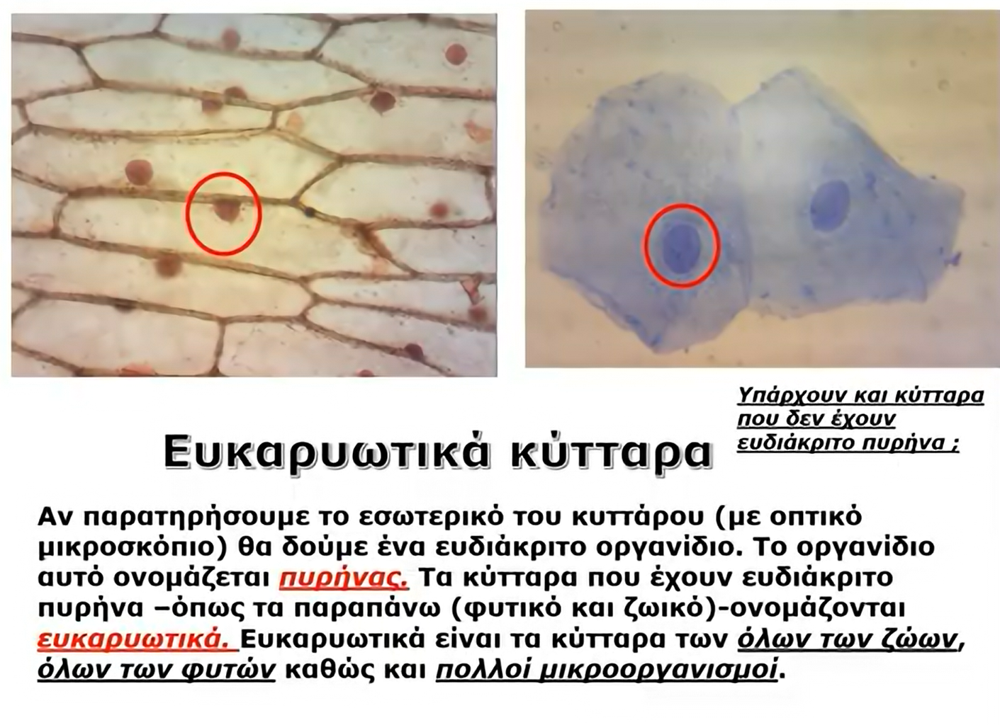 Υπάρχουν και κύτταρα
που δεν έχουν
ευδιάκριτο πυρήνα ;
Ευκαρυωτικά κύτταρα
Αν παρατηρήσουμε το εσωτερικό του κυττάρου (με οπτικό
μικροσκόπιο) θα δούμε ένα ευδιάκριτο οργανίδιο. Το οργανίδιο
αυτό ονομάζεται πυρήνας. Τα κύτταρα που έχουν ευδιάκριτο
πυρήνα –όπως τα παραπάνω (φυτικό και ζωικό)-ονομάζονται
ευκαρυωτικά. Ευκαρυωτικά είναι τα κύτταρα των όλων των ζώων,
όλων των φυτών καθώς και πολλοί μικροοργανισμοί.